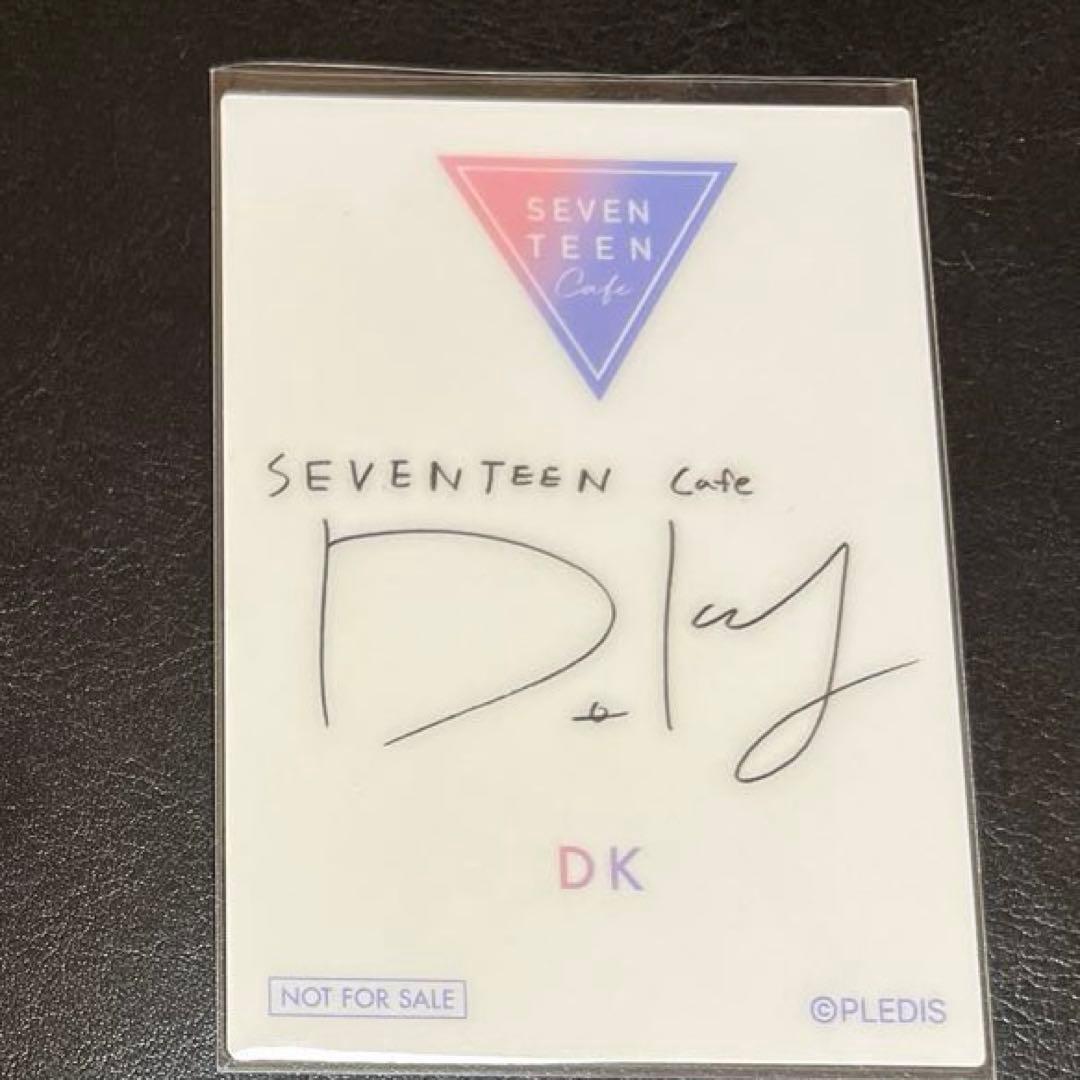 SEVEN
TEEN
Cafe
SEVENTEEN Cafe
DK
NOT FOR SALE
©PLEDIS